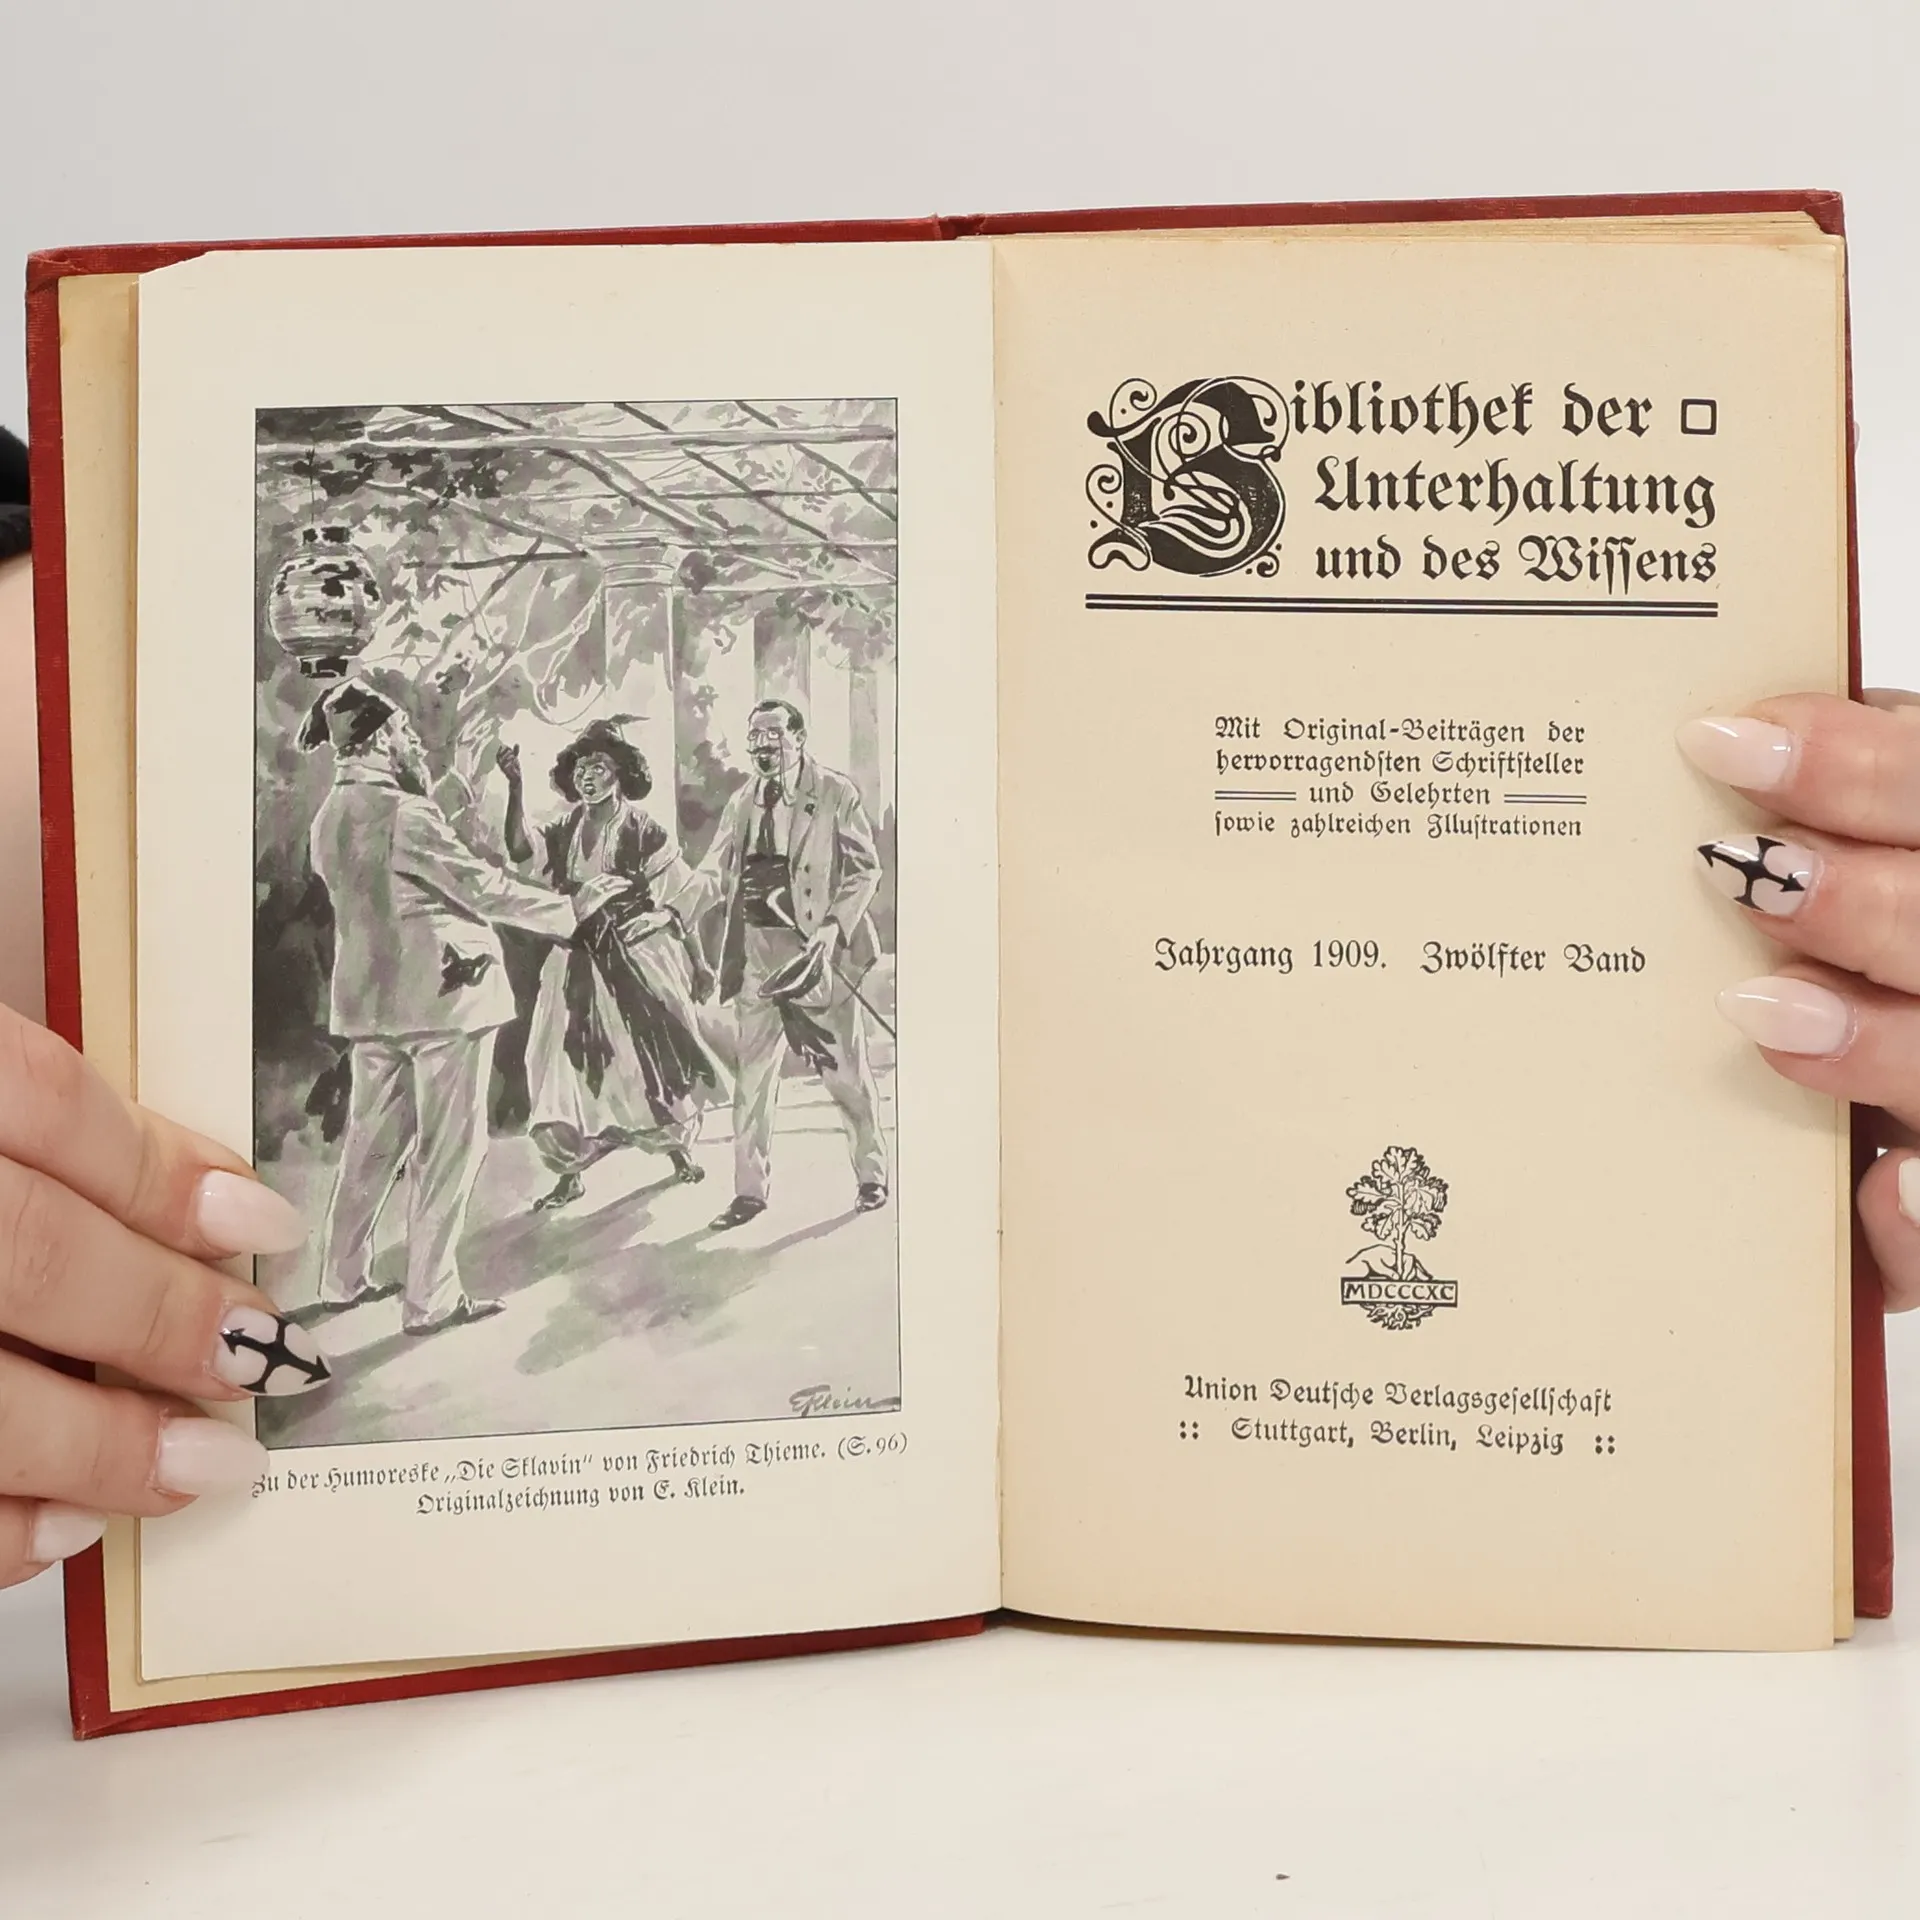 EKlein
Zu der Humoreske „Die Sklavin“ von Friedrich Thieme. (S. 96)
Originalzeichnung von E. Klein.
Bibliothek der
Unterhaltung
und des Wissens
Mit Original-Beiträgen der
hervorragendsten Schriftsteller
und Gelehrten
sowie zahlreichen Illustrationen
Jahrgang 1909. Zwölfter Band
MDCCCXC
Union Deutsche Verlagsgesellschaft
:: Stuttgart, Berlin, Leipzig ::